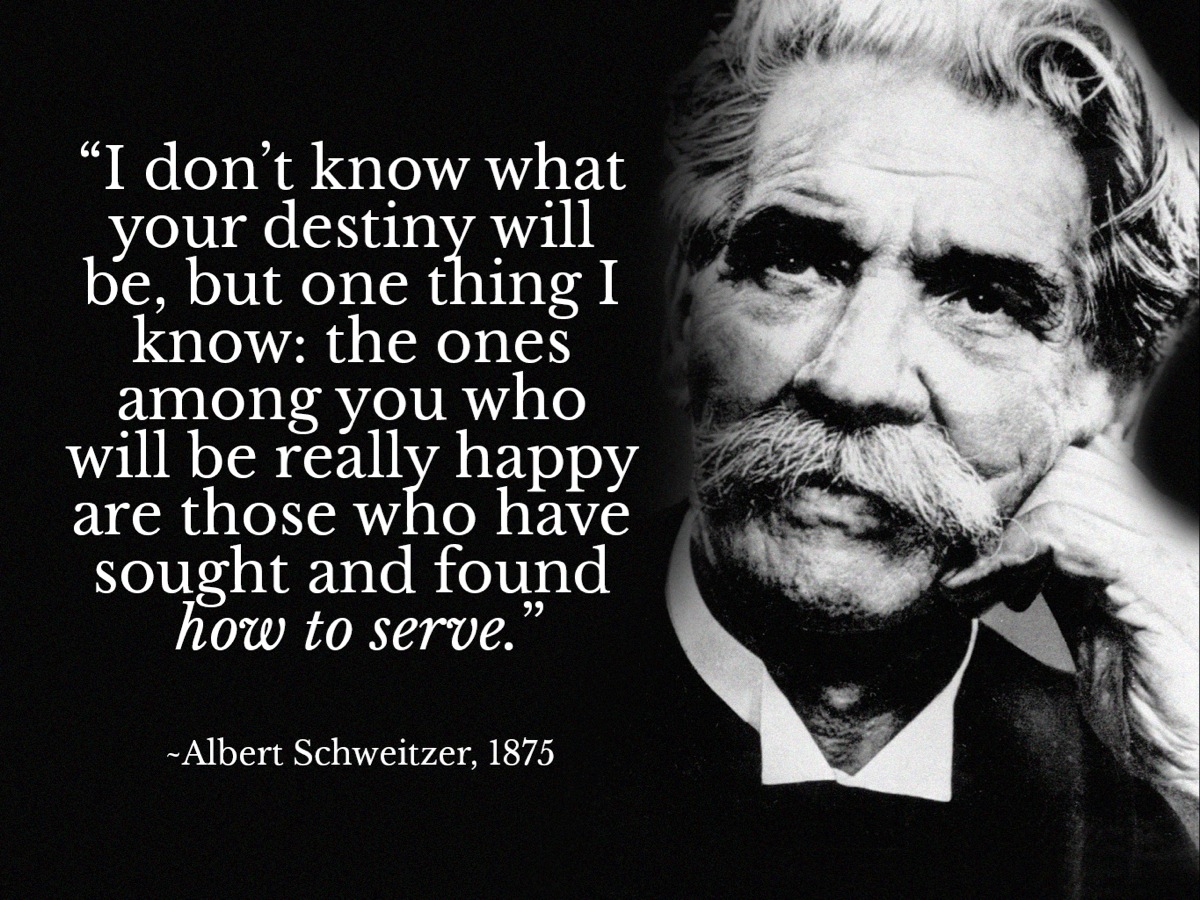 “I don’t know what
your destiny will
be, but one thing I
know: the ones
among you who
will be really happy
are those who have
sought and found
how to serve.”
~Albert Schweitzer, 1875